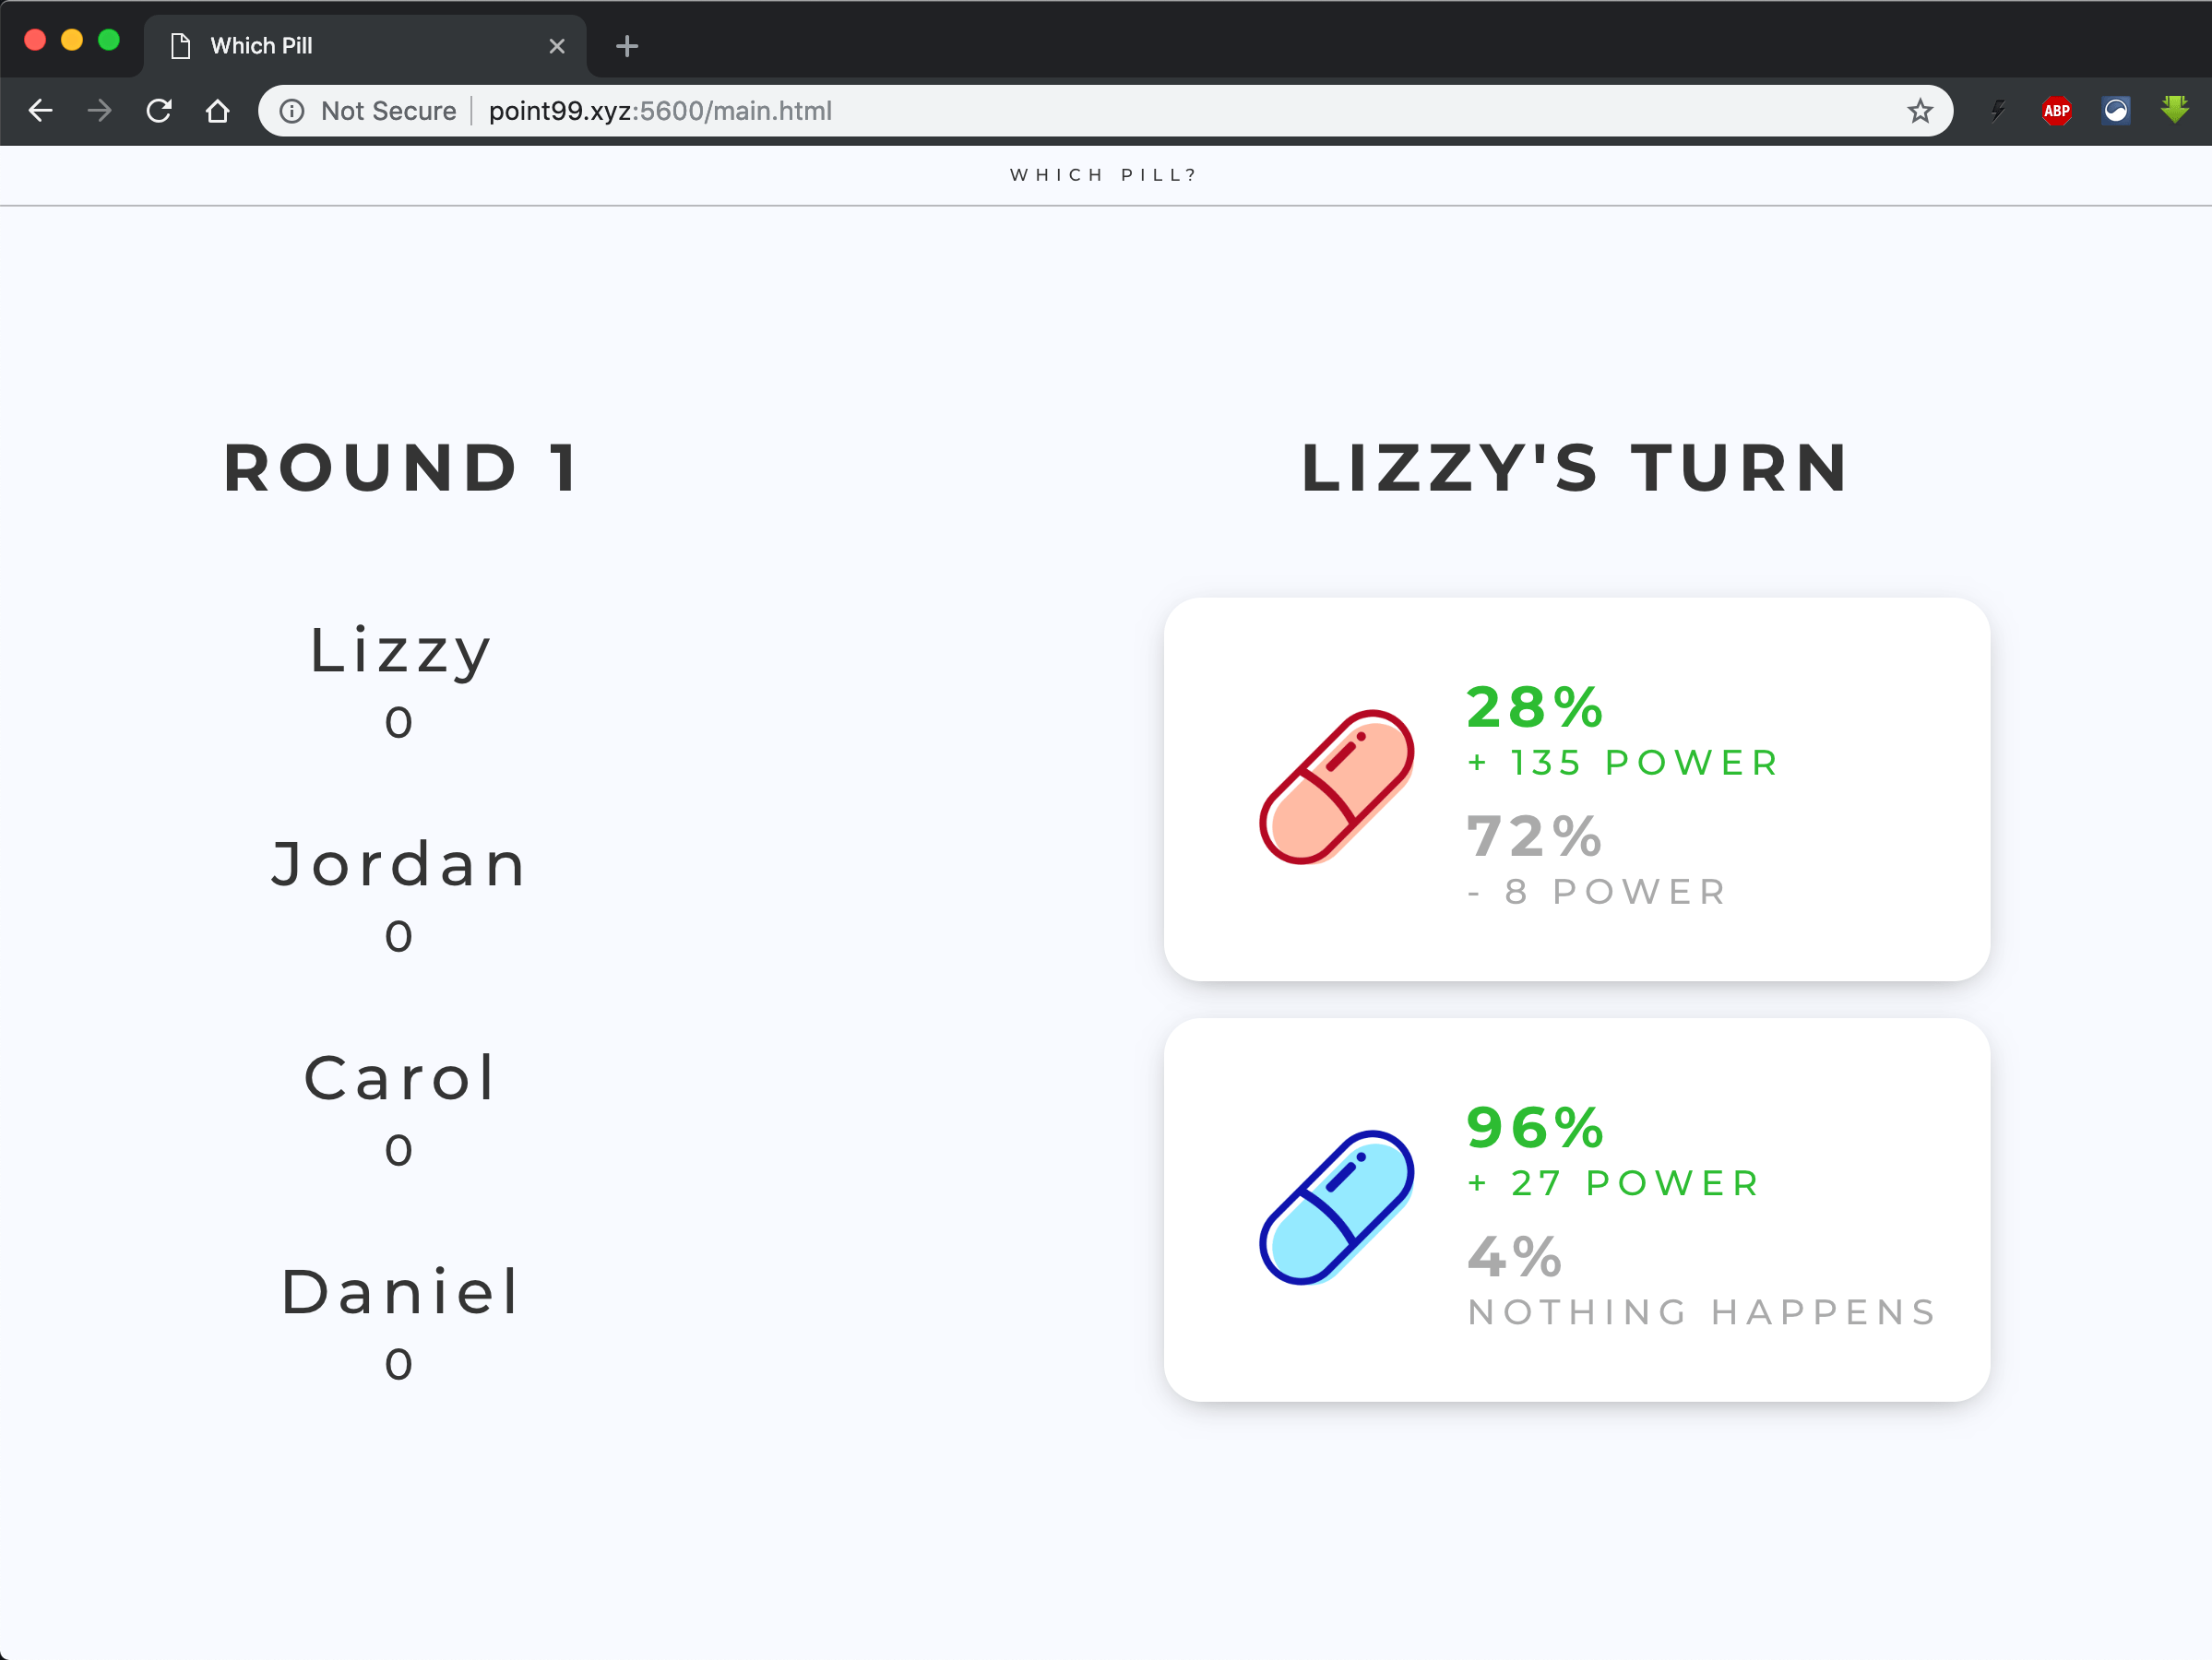 Which Pill
Not Secure
point99.xyz:5600/main.html
ABP
WHICH PILL?
ROUND 1
Lizzy
0
Jordan
0
Carol
0
Daniel
0
LIZZY'S TURN
28%
+ 135 POWER
72%
- 8 POWER
96%
+ 27 POWER
4%
NOTHING HAPPENS